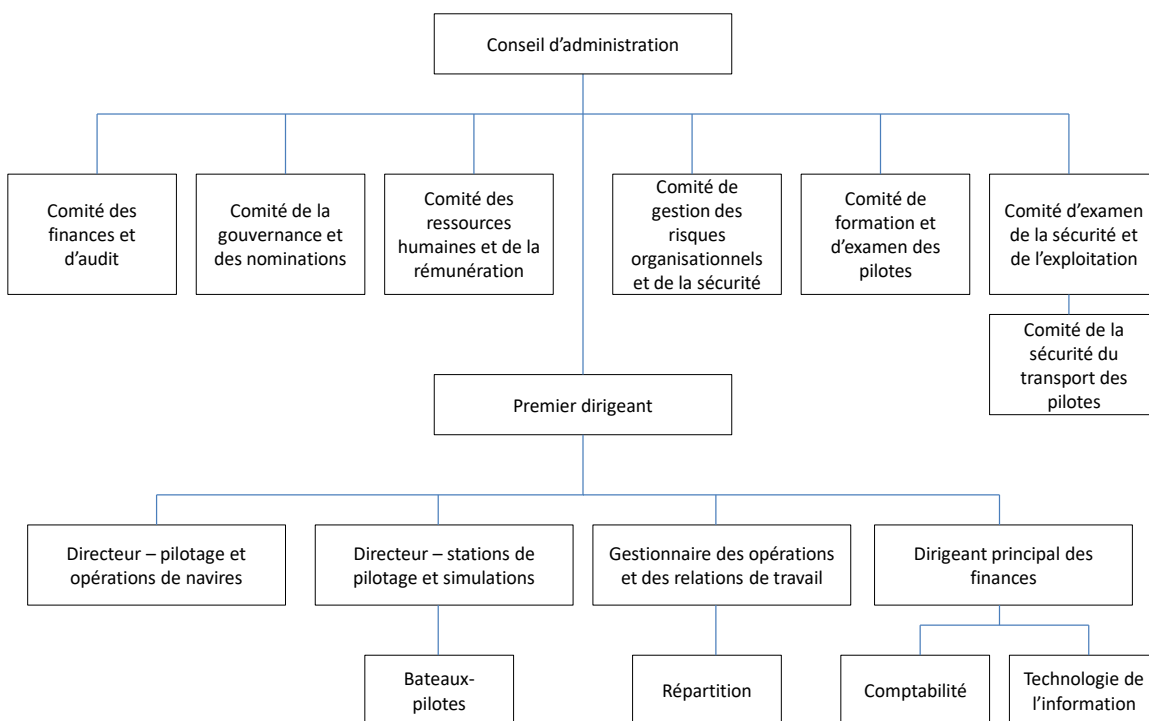 Conseil d’administration
Comité des
finances et
d’audit
Comité de la
gouvernance et
des nominations
Comité des
ressources
humaines et de la
rémunération
Comité de
gestion des
risques
organisationnels
et de la sécurité
Comité de
formation et
d’examen des
pilotes
Comité d’examen
de la sécurité et
de l’exploitation
Comité de la
sécurité du
transport des
pilotes
Premier dirigeant
Directeur – pilotage et
opérations de navires
Directeur – stations de
pilotage et simulations
Gestionnaire des opérations
et des relations de travail
Dirigeant principal des
finances
Bateaux-
pilotes
Répartition
Comptabilité
Technologie de
l’information